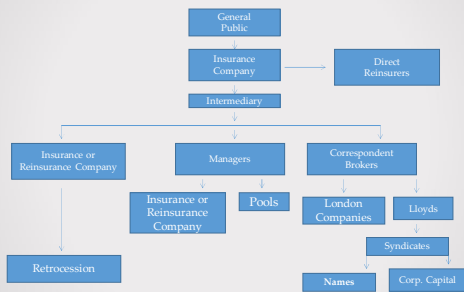 General
Public
Insurance
Company
Direct
Reinsurers
Intermediary
Insurance or
Reinsurance Company
Managers
Correspondent
Brokers
Insurance or
Reinsurance
Company
Pools
London
Companies
Lloyds
Syndicates
Retrocession
Names
Corp. Capital